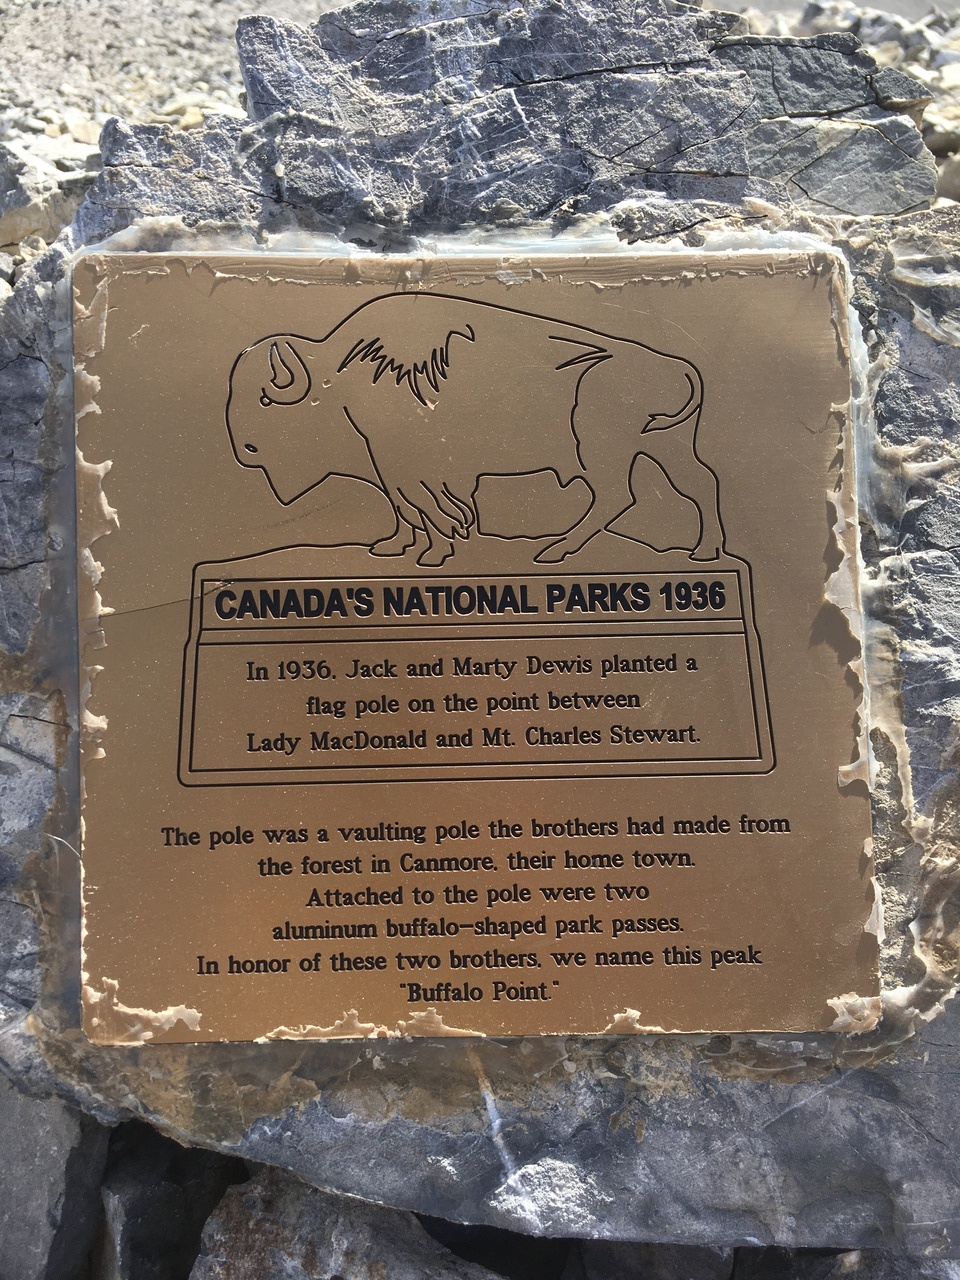 CANADA'S NATIONAL PARKS 1936
In 1936, Jack and Marty Dewis planted a
flag pole on the point between
Lady MacDonald and Mt. Charles Stewart.
The pole was a vaulting pole the brothers had made from
the forest in Canmore, their home town.
Attached to the pole were two
aluminum buffalo-shaped park passes.
In honor of these two brothers, we name this peak
"Buffalo Point."